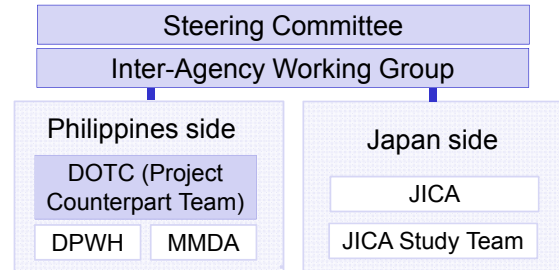 Steering Committee
Inter-Agency Working Group
Philippines side
DOTC (Project
Counterpart Team)
DPWH
MMDA
Japan side
JICA
JICA Study Team